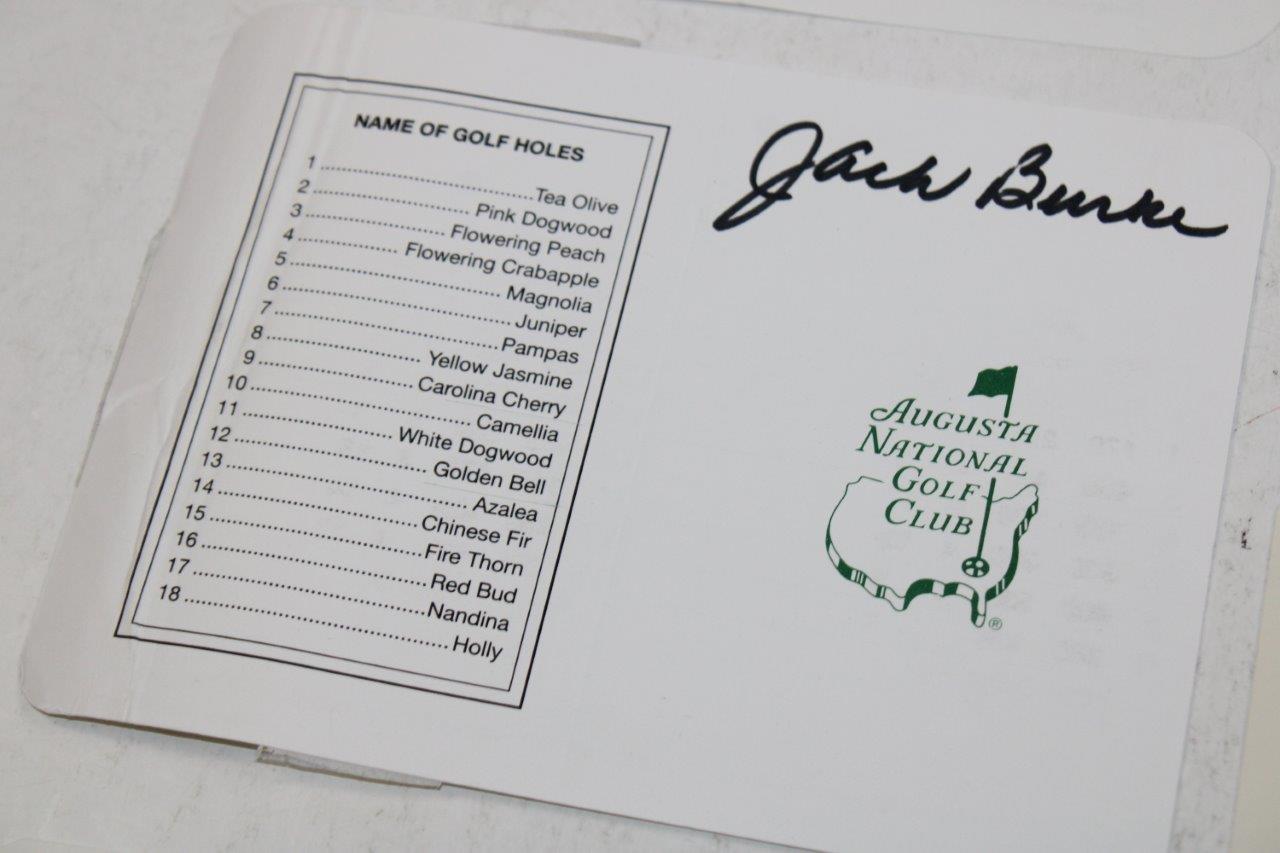 NAME OF GOLF HOLES
1 ........................................ Tea Olive
2 ............................. Pink Dogwood
3 .......................... Flowering Peach
4 ................... Flowering Crabapple
5 ....................................... Magnolia
6 .......................................... Juniper
7 ......................................... Pampas
8 ............................ Yellow Jasmine
9 ............................ Carolina Cherry
10 ........................................ Camellia
11 ........................... White Dogwood
12 ................................ Golden Bell
13 ............................................ Azalea
14 ..................................... Chinese Fir
15 ....................................... Fire Thorn
16 ......................................... Red Bud
17 .......................................... Nandina
18 ................................................ Holly
Jack Burke
AUGUSTA
NATIONAL
GOLF
CLUB
®